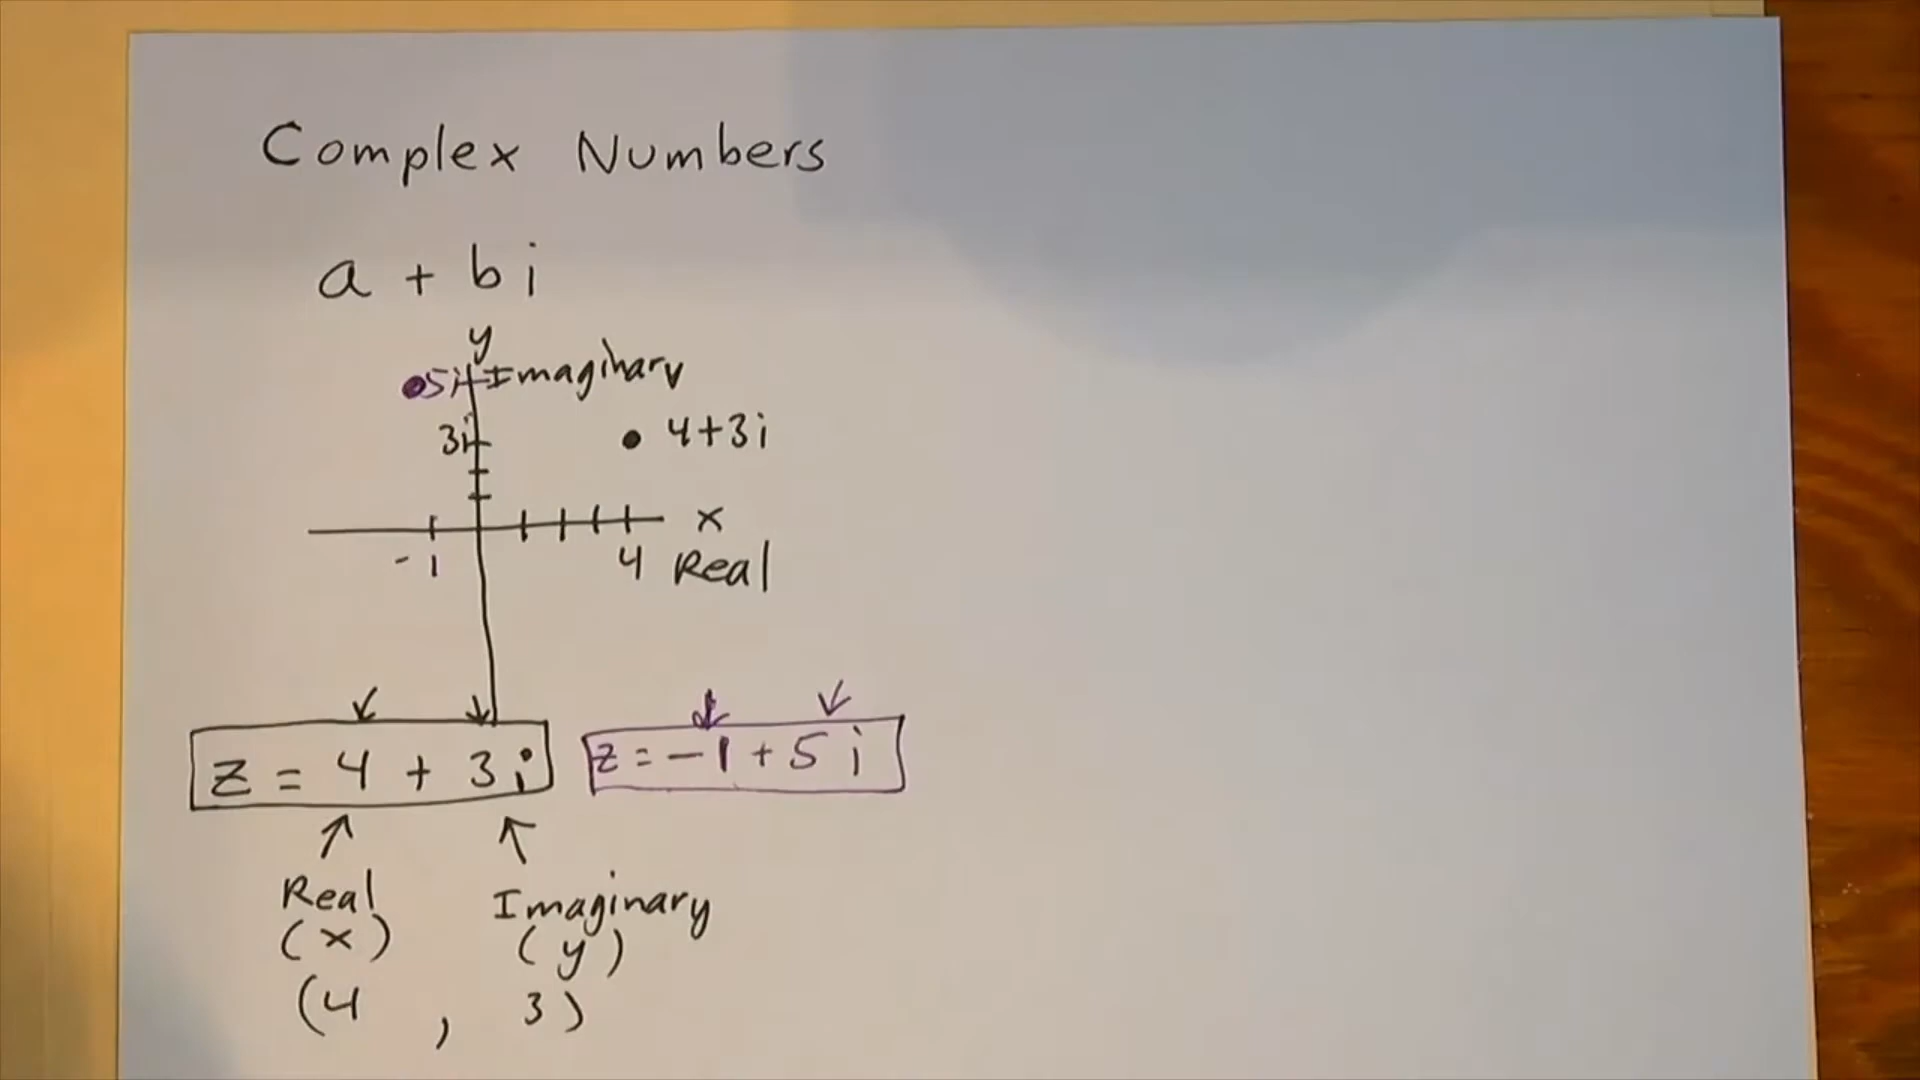 Complex Numbers
a + bi
y
5i Imaginary
3i
4+3i
x
-1
4 Real
z = 4 + 3i
z = -1 + 5i
Real
Imaginary
(x)
(y)
(4 , 3)